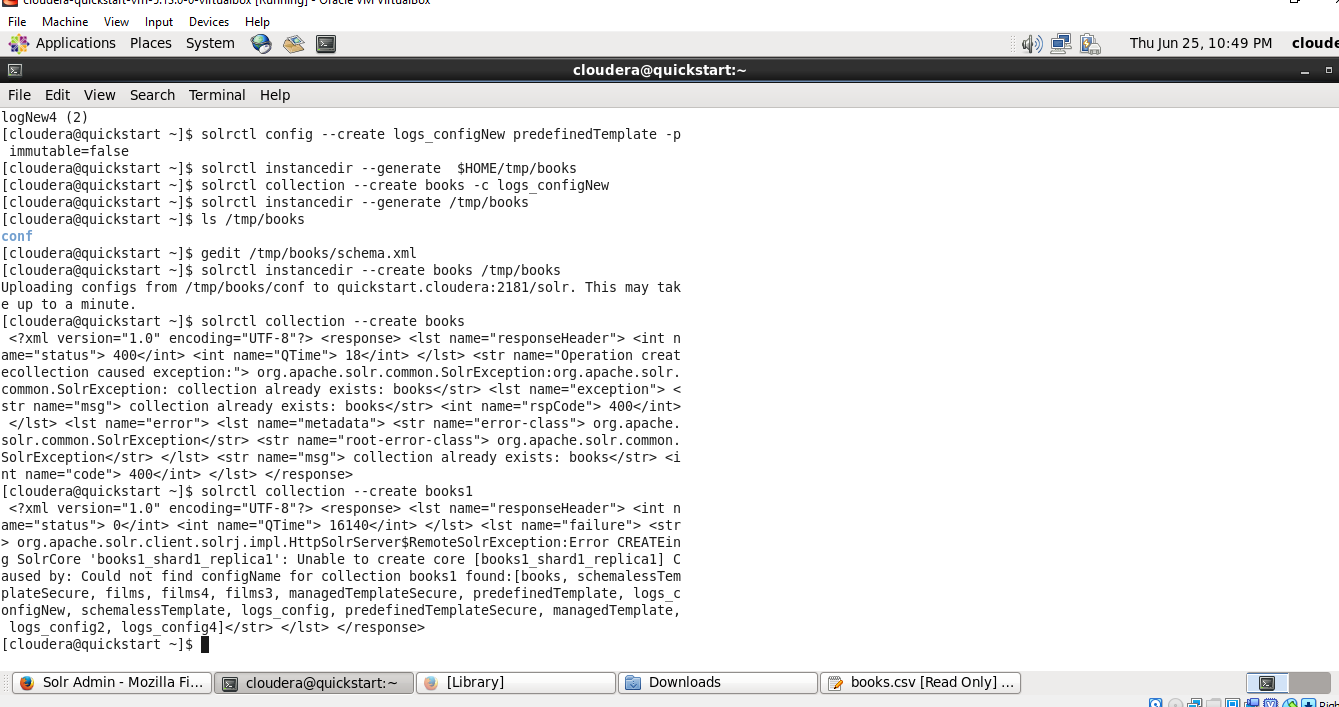 cloudera-quickstart-vm-5.13.0-0-virtualbox [Running] - Oracle VM VirtualBox
File Machine View Input Devices Help
Applications Places System Thu Jun 25, 10:49 PM cloude
cloudera@quickstart:~
File Edit View Search Terminal Help
logNew4 (2)
[cloudera@quickstart ~]$ solrctl config --create logs_configNew predefinedTemplate -p
 immutable=false
[cloudera@quickstart ~]$ solrctl instancedir --generate  $HOME/tmp/books
[cloudera@quickstart ~]$ solrctl collection --create books -c logs_configNew
[cloudera@quickstart ~]$ solrctl instancedir --generate /tmp/books
[cloudera@quickstart ~]$ ls /tmp/books
conf
[cloudera@quickstart ~]$ gedit /tmp/books/schema.xml
[cloudera@quickstart ~]$ solrctl instancedir --create books /tmp/books
Uploading configs from /tmp/books/conf to quickstart.cloudera:2181/solr. This may tak
e up to a minute.
[cloudera@quickstart ~]$ solrctl collection --create books
 <?xml version="1.0" encoding="UTF-8"?> <response> <lst name="responseHeader"> <int n
ame="status"> 400</int> <int name="QTime"> 18</int> </lst> <str name="Operation creat
ecollection caused exception:"> org.apache.solr.common.SolrException:org.apache.solr.
common.SolrException: collection already exists: books</str> <lst name="exception"> <
str name="msg"> collection already exists: books</str> <int name="rspCode"> 400</int>
 </lst> <lst name="error"> <lst name="metadata"> <str name="error-class"> org.apache.
solr.common.SolrException</str> <str name="root-error-class"> org.apache.solr.common.
SolrException</str> </lst> <str name="msg"> collection already exists: books</str> <i
nt name="code"> 400</int> </lst> </response>
[cloudera@quickstart ~]$ solrctl collection --create books1
 <?xml version="1.0" encoding="UTF-8"?> <response> <lst name="responseHeader"> <int n
ame="status"> 0</int> <int name="QTime"> 16140</int> </lst> <lst name="failure"> <str
> org.apache.solr.client.solrj.impl.HttpSolrServer$RemoteSolrException:Error CREATEin
g SolrCore 'books1_shard1_replica1': Unable to create core [books1_shard1_replica1] C
aused by: Could not find configName for collection books1 found:[books, schemalessTem
plateSecure, films, films4, films3, managedTemplateSecure, predefinedTemplate, logs_c
onfigNew, schemalessTemplate, logs_config, predefinedTemplateSecure, managedTemplate,
 logs_config2, logs_config4]</str> </lst> </response>
[cloudera@quickstart ~]$
Solr Admin - Mozilla Fi... cloudera@quickstart:~ [Library] Downloads books.csv [Read Only] ...
Righ